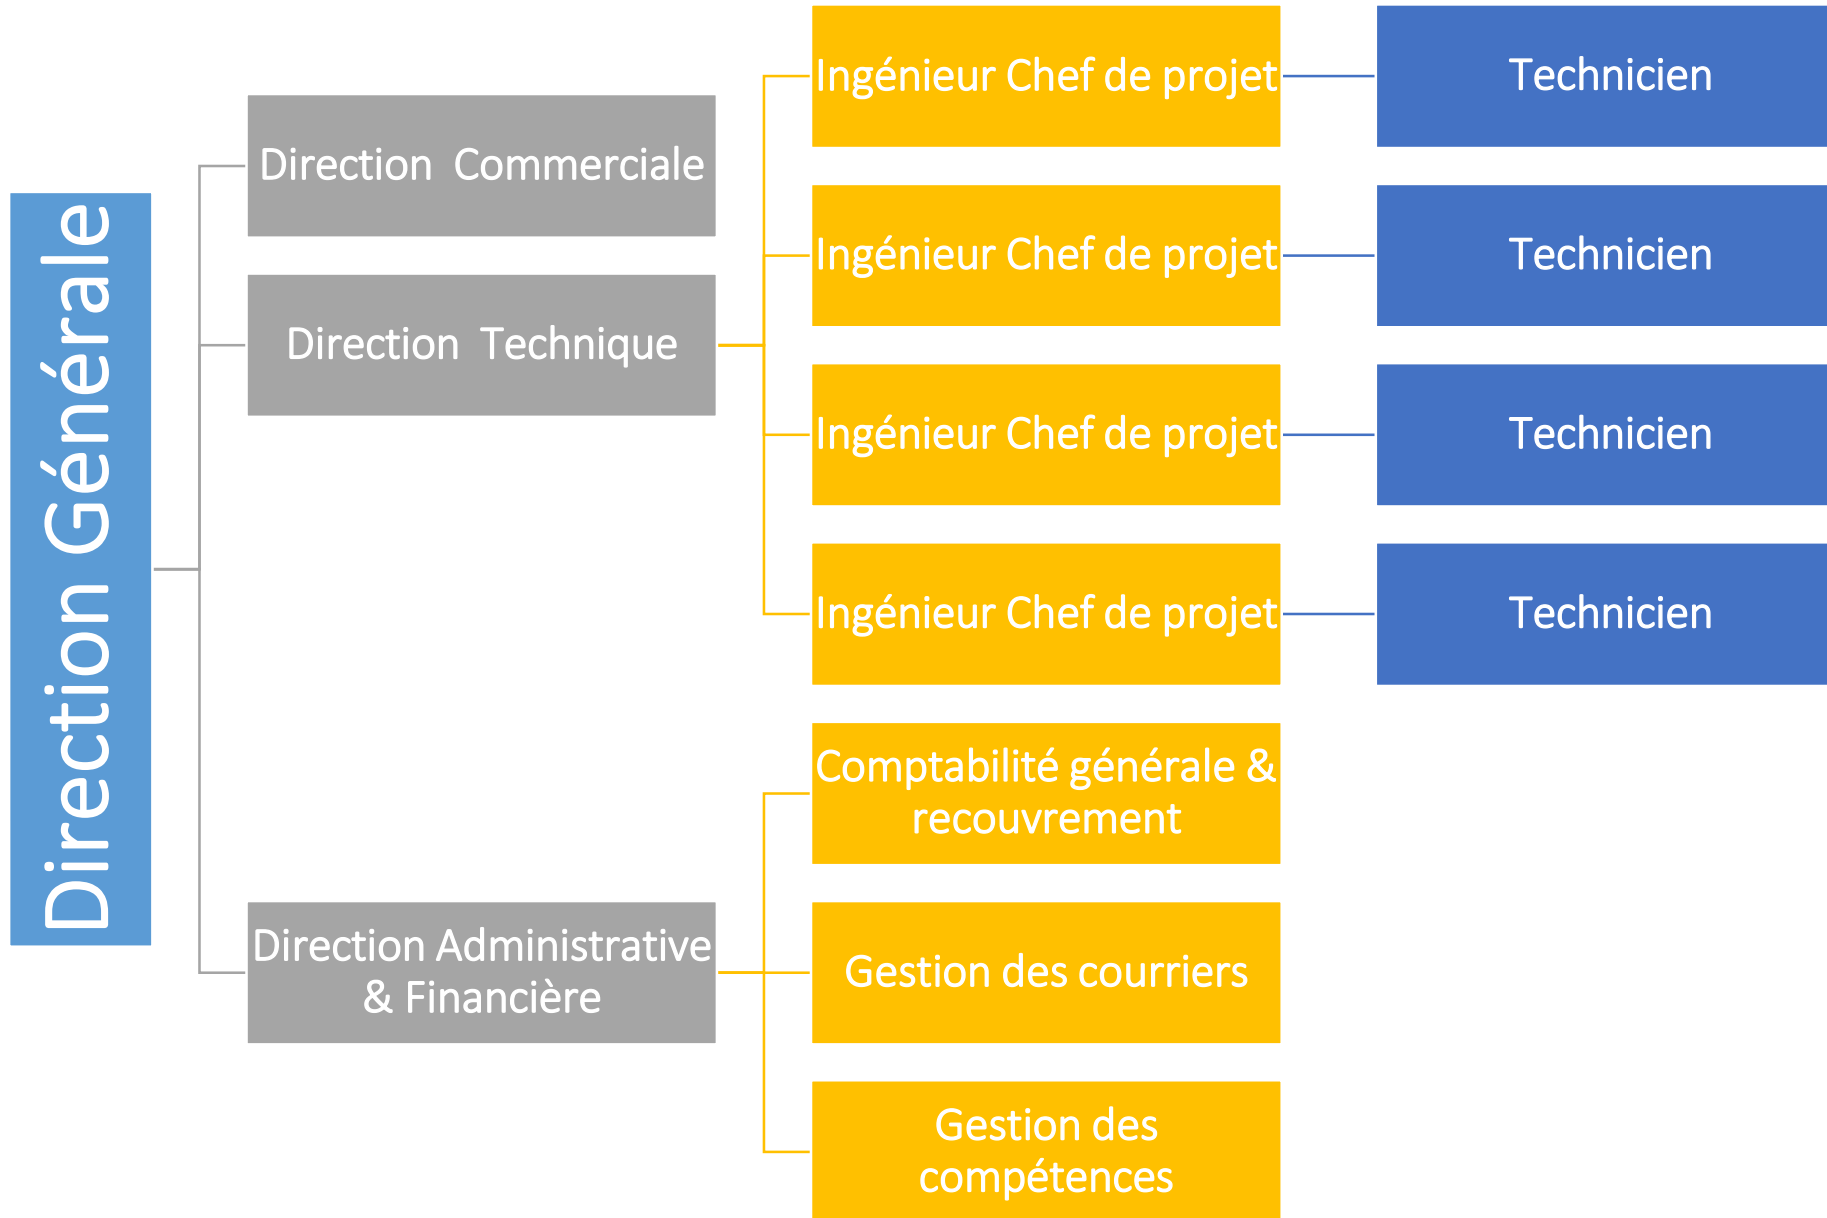 Direction Générale
Direction  Commerciale
Direction  Technique
Direction Administrative
& Financière
Ingénieur Chef de projet
Technicien
Ingénieur Chef de projet
Technicien
Ingénieur Chef de projet
Technicien
Ingénieur Chef de projet
Technicien
Comptabilité générale &
recouvrement
Gestion des courriers
Gestion des
compétences